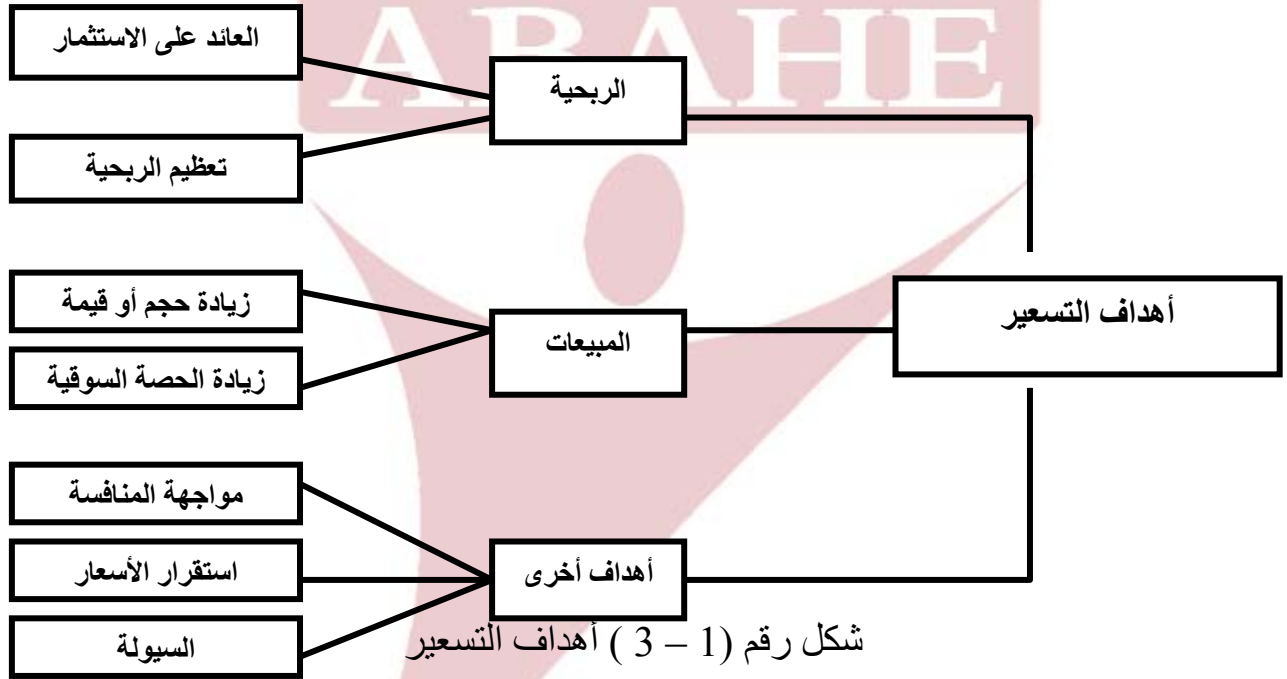 ABAHE
العائد على الاستثمار
الربحية
تعظيم الربحية
زيادة حجم أو قيمة
المبيعات
أهداف التسعير
زيادة الحصة السوقية
مواجهة المنافسة
استقرار الأسعار
أهداف أخرى
السيولة
شكل رقم (1 – 3 ) أهداف التسعير